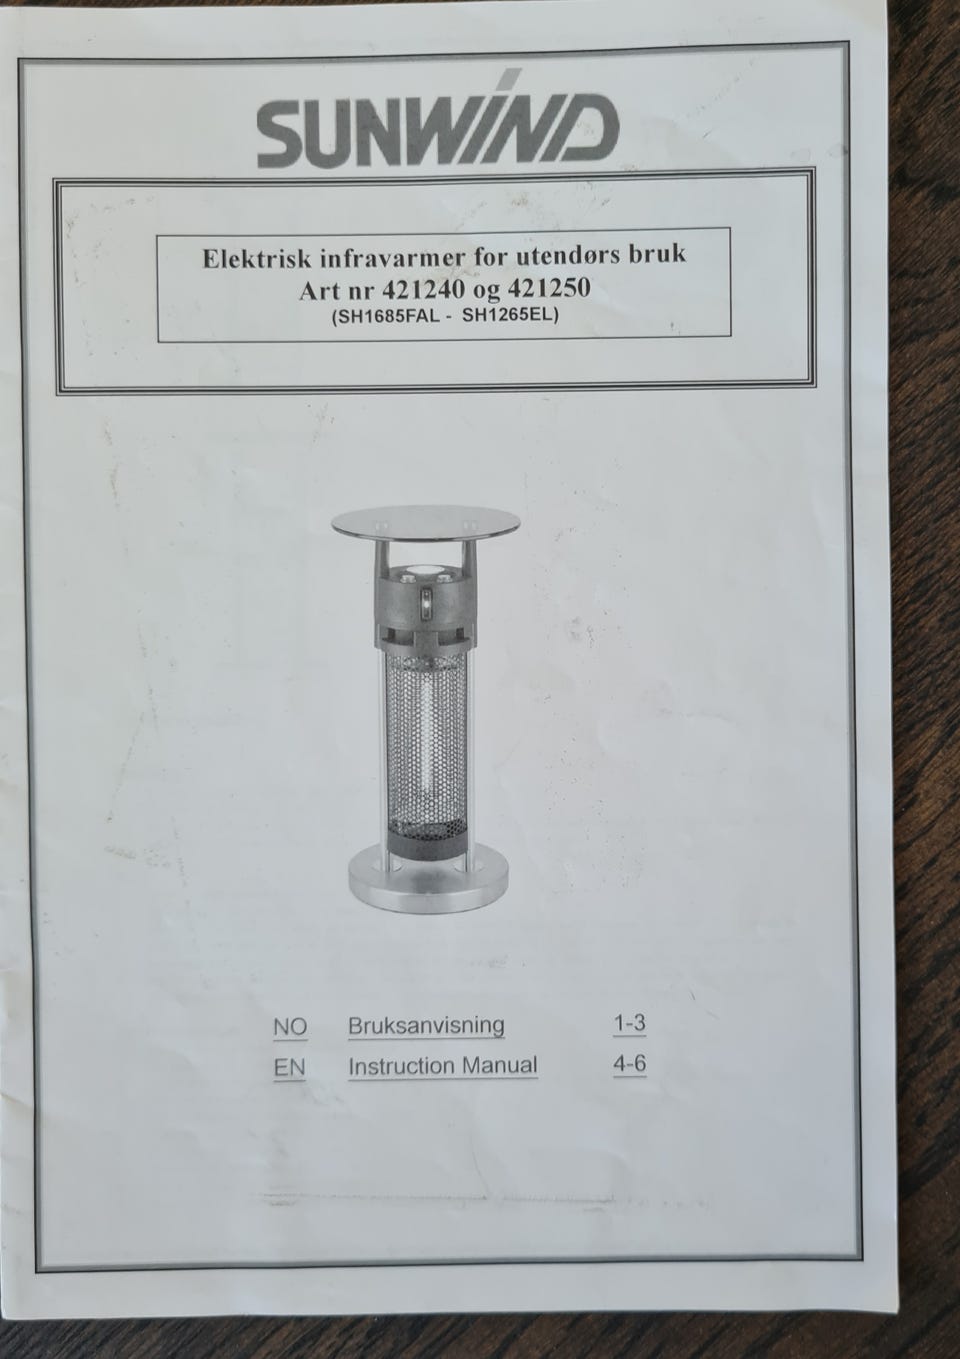 SUNWIND
Elektrisk infravarmer for utendørs bruk
Art nr 421240 og 421250
(SH1685FAL - SH1265EL)
NO Bruksanvisning 1-3
EN Instruction Manual 4-6